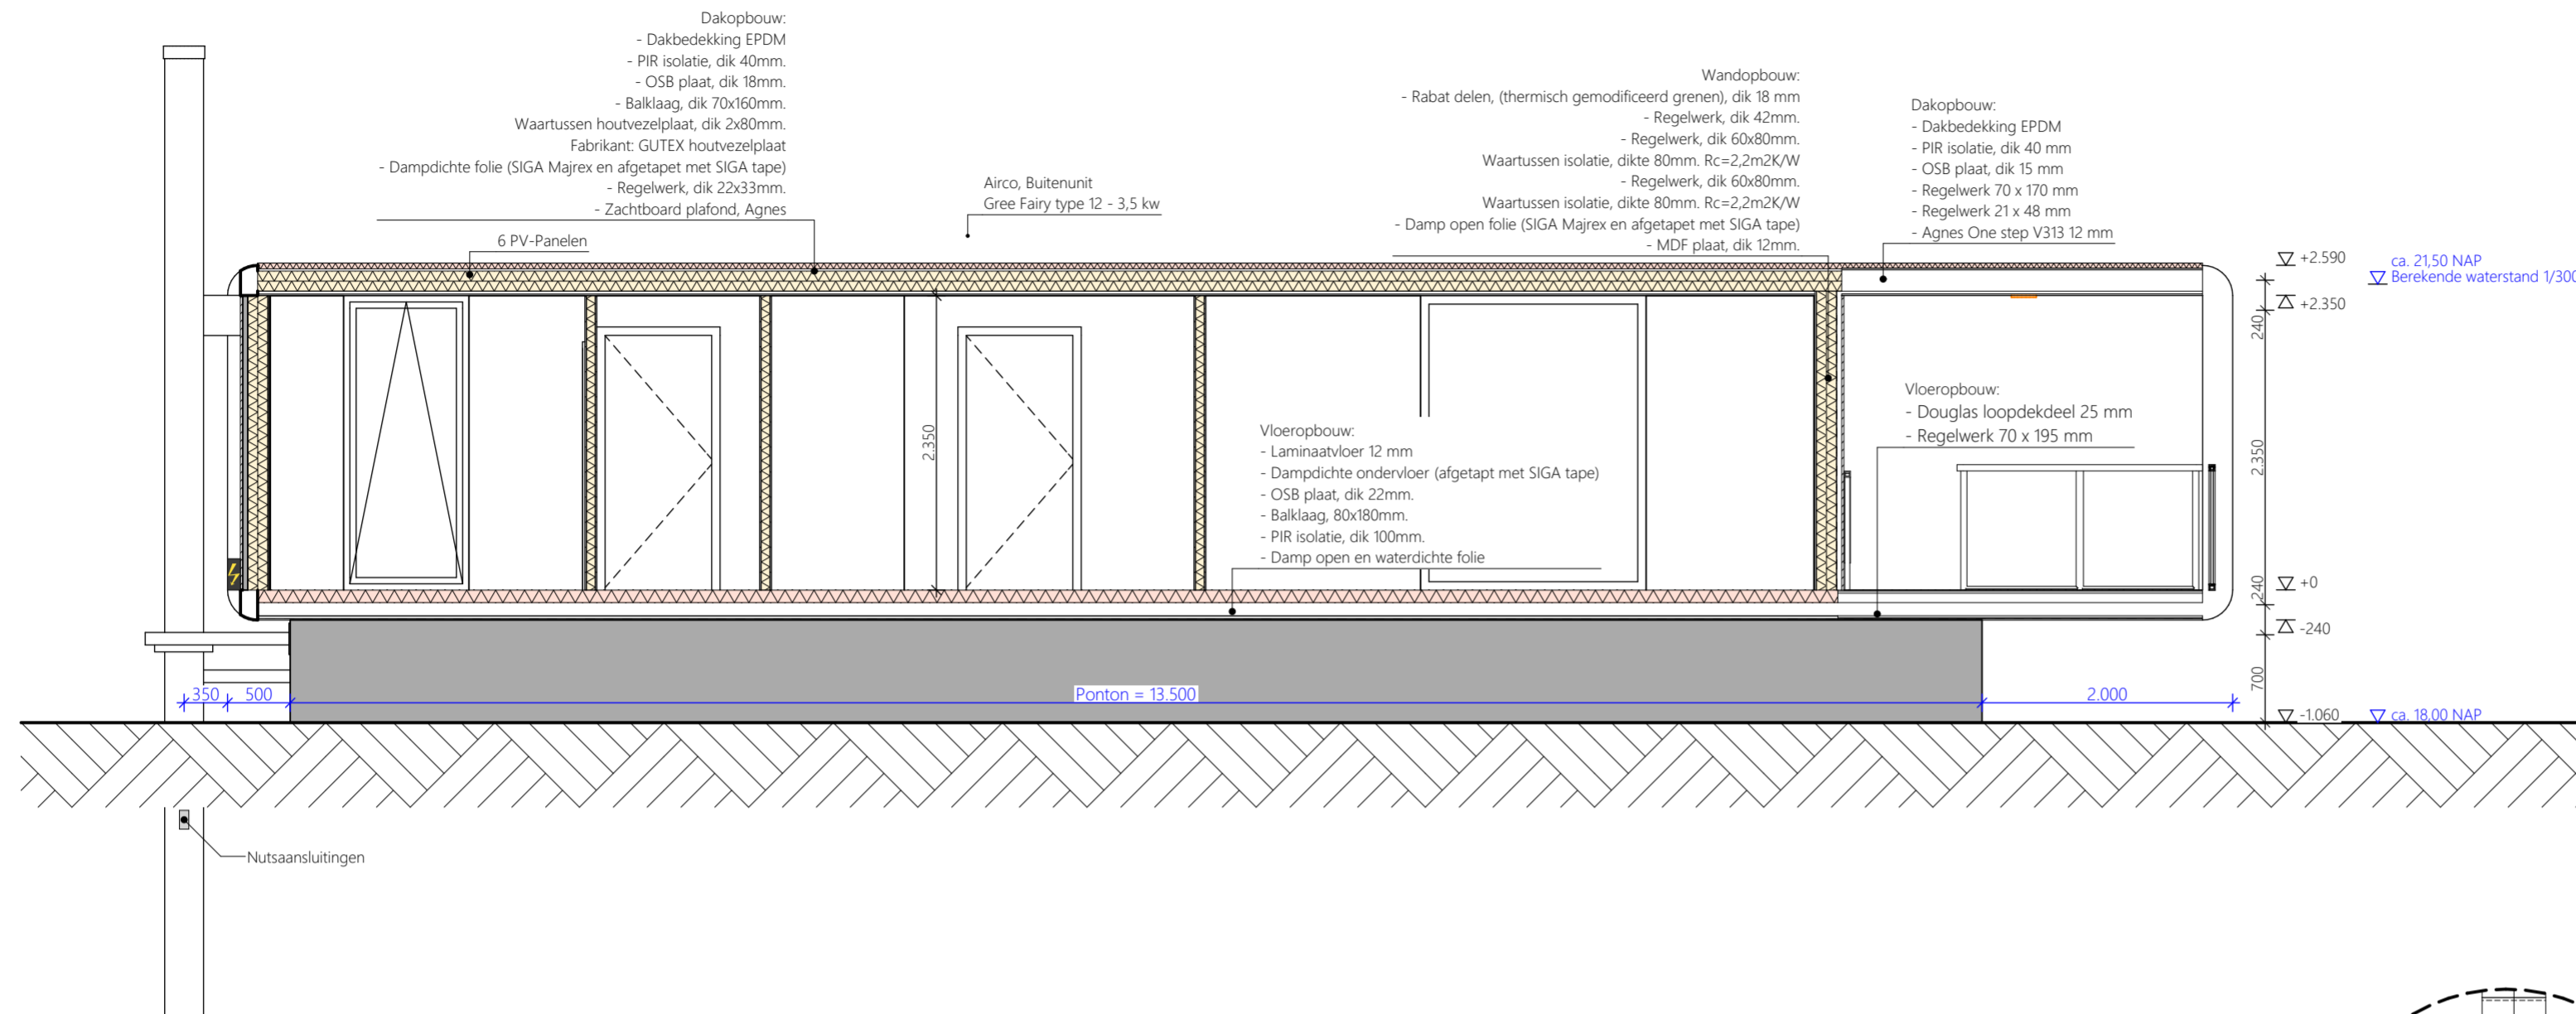 Dakopbouw:
- Dakbedekking EPDM
- PIR isolatie, dik 40mm.
- OSB plaat, dik 18mm.
- Balklaag, dik 70x160mm.
Waartussen houtvezelplaat, dik 2x80mm.
Fabrikant: GUTEX houtvezelplaat
- Dampdichte folie (SIGA Majrex en afgetapet met SIGA tape)
- Regelwerk, dik 22x33mm.
- Zachtboard plafond, Agnes
6 PV-Panelen
Airco, Buitenunit
Gree Fairy type 12 - 3,5 kw
Wandopbouw:
- Rabat delen, (thermisch gemodificeerd grenen), dik 18 mm
- Regelwerk, dik 42mm.
- Regelwerk, dik 60x80mm.
Waartussen isolatie, dikte 80mm. Rc=2,2m2K/W
- Regelwerk, dik 60x80mm.
Waartussen isolatie, dikte 80mm. Rc=2,2m2K/W
- Damp open folie (SIGA Majrex en afgetapet met SIGA tape)
- MDF plaat, dik 12mm.
Dakopbouw:
- Dakbedekking EPDM
- PIR isolatie, dik 40 mm
- OSB plaat, dik 15 mm
- Regelwerk 70 x 170 mm
- Regelwerk 21 x 48 mm
- Agnes One step V313 12 mm
+2.590
ca. 21,50 NAP
Berekende waterstand 1/300
+2.350
240
2.350
2.350
Vloeropbouw:
- Laminaatvloer 12 mm
- Dampdichte ondervloer (afgetapt met SIGA tape)
- OSB plaat, dik 22mm.
- Balklaag, 80x180mm.
- PIR isolatie, dik 100mm.
- Damp open en waterdichte folie
Vloeropbouw:
- Douglas loopdekdeel 25 mm
- Regelwerk 70 x 195 mm
+0
240
-240
700
350
500
Ponton = 13.500
2.000
-1.060
ca. 18,00 NAP
Nutsaansluitingen